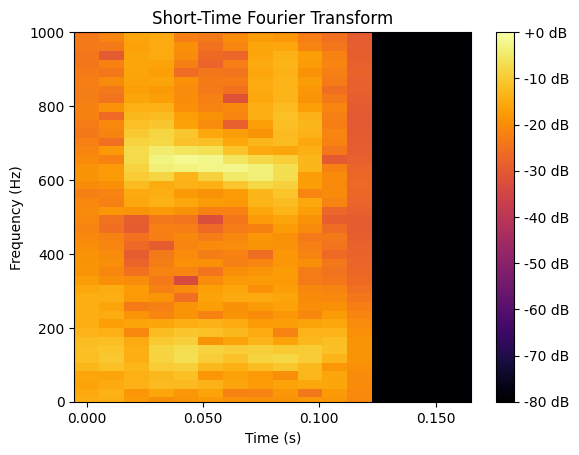 Short-Time Fourier Transform
Frequency (Hz)
1000
800
600
400
200
0
0.000 0.050 0.100 0.150
Time (s)
+0 dB
-10 dB
-20 dB
-30 dB
-40 dB
-50 dB
-60 dB
-70 dB
-80 dB